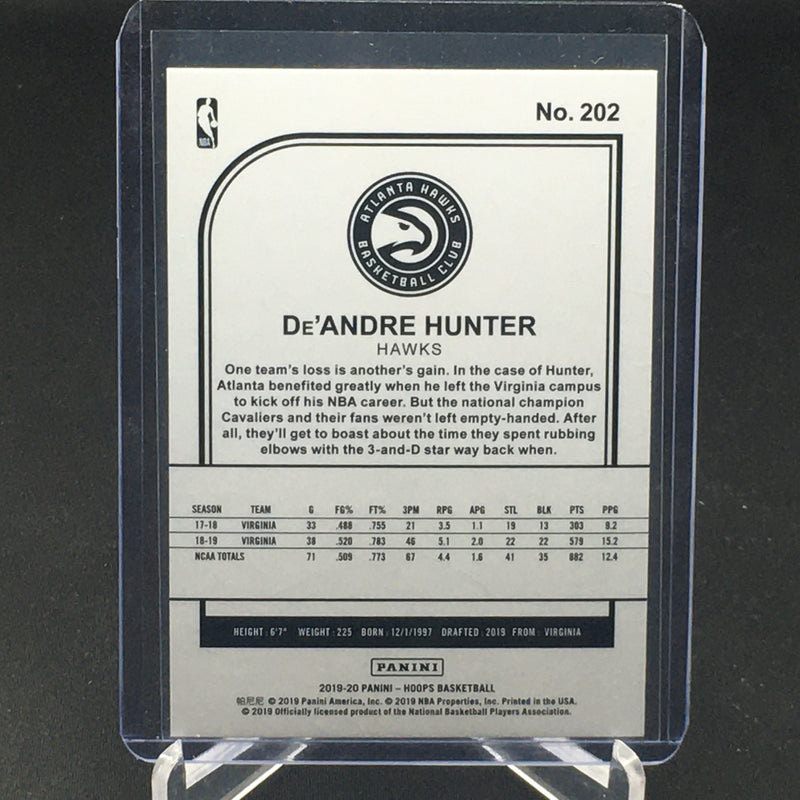 NBA
No. 202
ATLANTA HAWKS
BASKETBALL CLUB
DE'ANDRE HUNTER
HAWKS
One team's loss is another's gain. In the case of Hunter,
Atlanta benefited greatly when he left the Virginia campus
to kick off his NBA career. But the national champion
Cavaliers and their fans weren't left empty-handed. After
all, they'll get to boast about the time they spent rubbing
elbows with the 3-and-D star way back when.
SEASON TEAM G FG% FT% 3PM RPG APG STL BLK PTS PPG
17-18 VIRGINIA 33 .488 .755 21 3.5 1.1 19 13 303 9.2
18-19 VIRGINIA 38 .520 .783 46 5.1 2.0 22 22 579 15.2
NCAA TOTALS 71 .509 .773 67 4.4 1.6 41 35 882 12.4
HEIGHT: 6'7" WEIGHT: 225 BORN: 12/1/1997 DRAFTED: 2019 FROM: VIRGINIA
PANINI
2019-20 PANINI – HOOPS BASKETBALL
帕尼尼 © 2019 Panini America, Inc. © 2019 NBA Properties, Inc. Printed in the USA.
© 2019 Officially licensed product of the National Basketball Players Association.